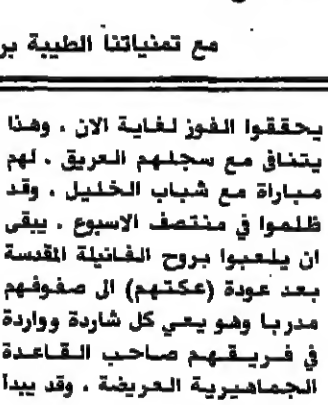 مع تمنياتنا الطيبة بر
يحققوا الفوز لغاية الان . وهذا
يتنافى مع سجلهم العريق . لهم
مباراة مع شباب الخليل . وقد
ظلموا في منتصف الاسبوع . يبقى
ان يلعبوا بروح الفانيلة المقدسة
بعد عودة (عكتهم) الى صفوفهم
مدربا وهو يعي كل شاردة وواردة
في فريقهم صاحب القاعدة
الجماهيرية العريضة . وقد يبدأ